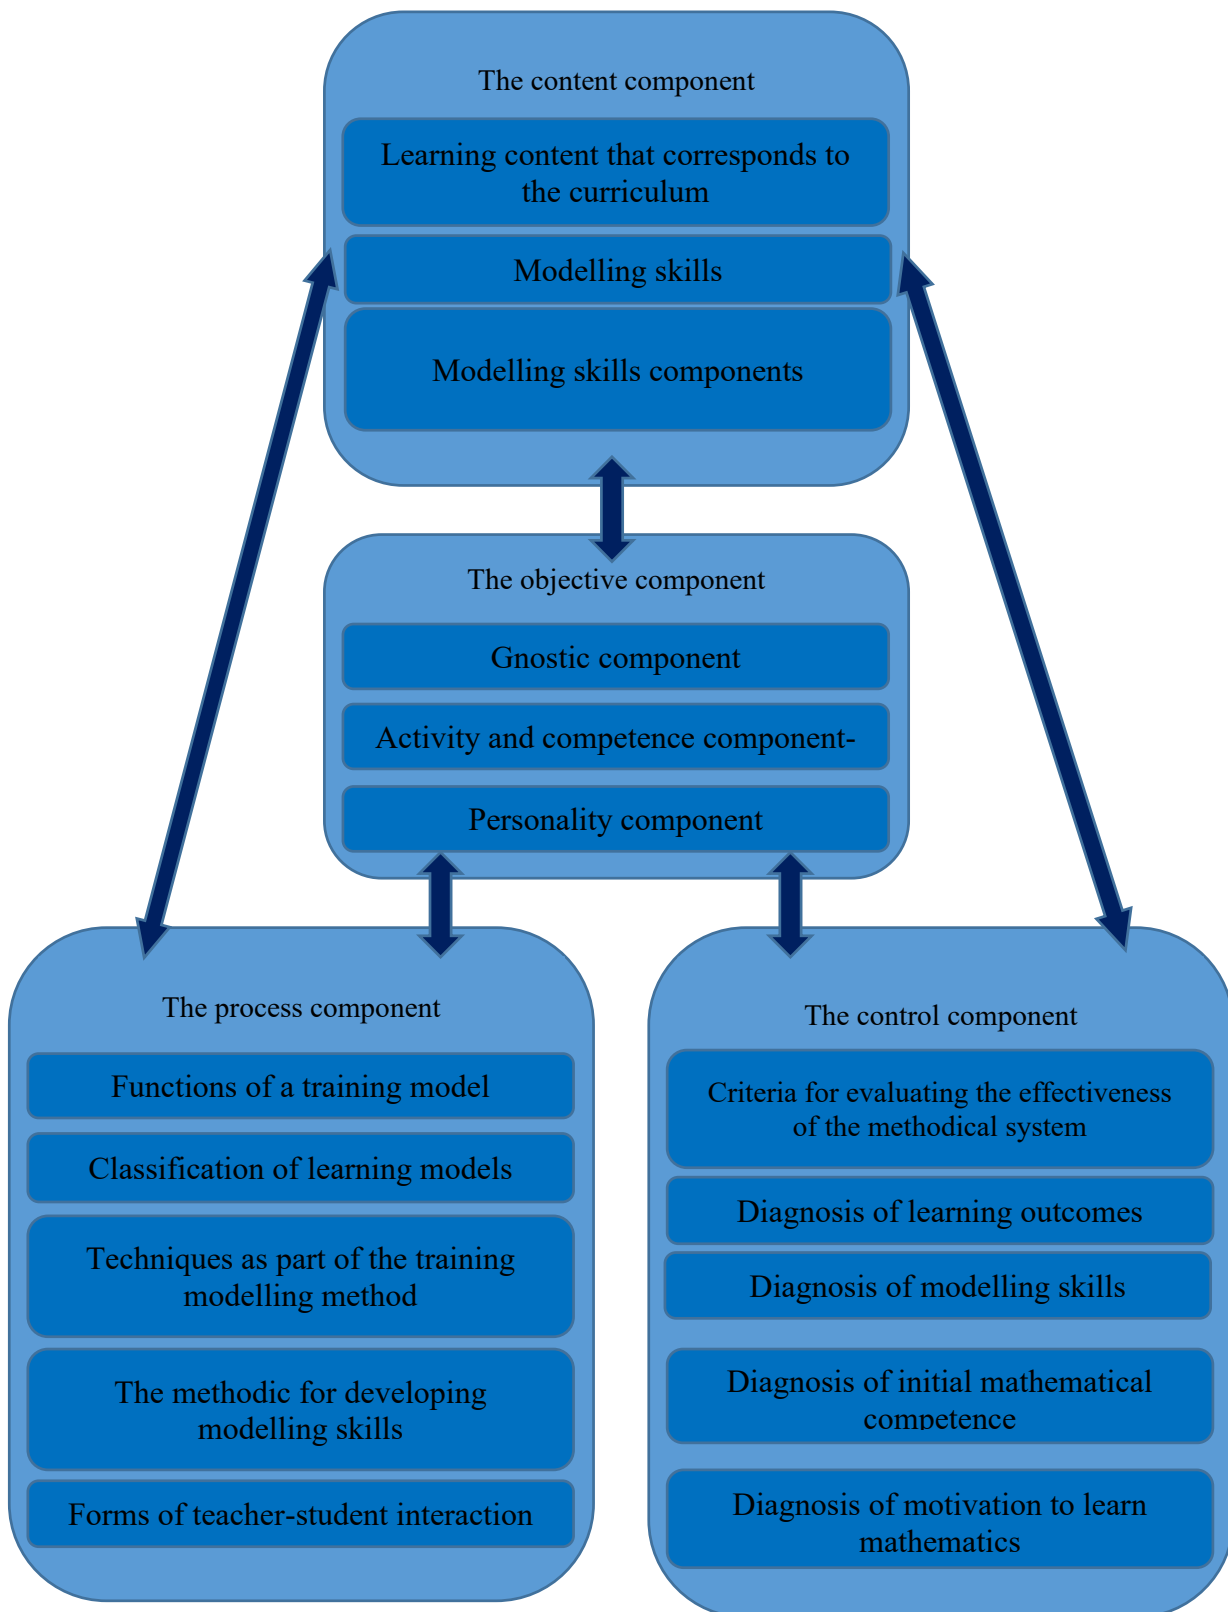 The content component
Learning content that corresponds to
the curriculum
Modelling skills
Modelling skills components
The objective component
Gnostic component
Activity and competence component-
Personality component
The process component
Functions of a training model
Classification of learning models
Techniques as part of the training
modelling method
The methodic for developing
modelling skills
Forms of teacher-student interaction
The control component
Criteria for evaluating the effectiveness
of the methodical system
Diagnosis of learning outcomes
Diagnosis of modelling skills
Diagnosis of initial mathematical
competence
Diagnosis of motivation to learn
mathematics